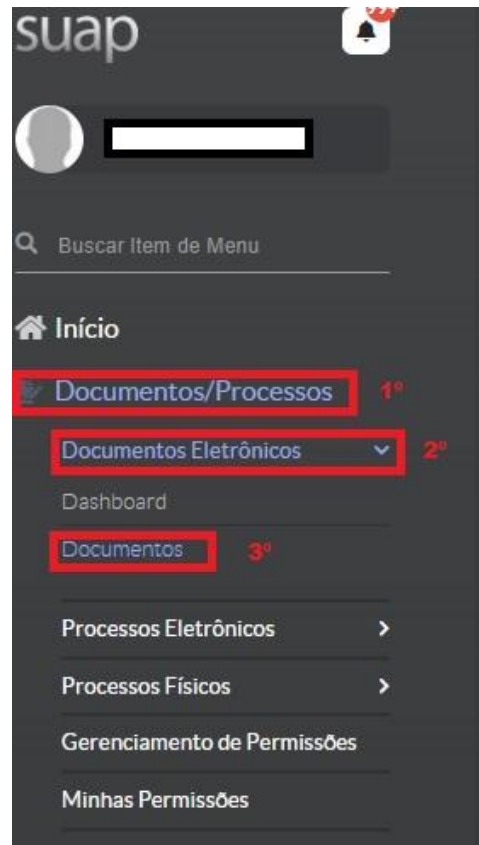 suap
99+
Buscar Item de Menu
Início
Documentos/Processos 1º
Documentos Eletrônicos 2º
Dashboard
Documentos 3º
Processos Eletrônicos
Processos Físicos
Gerenciamento de Permissões
Minhas Permissões